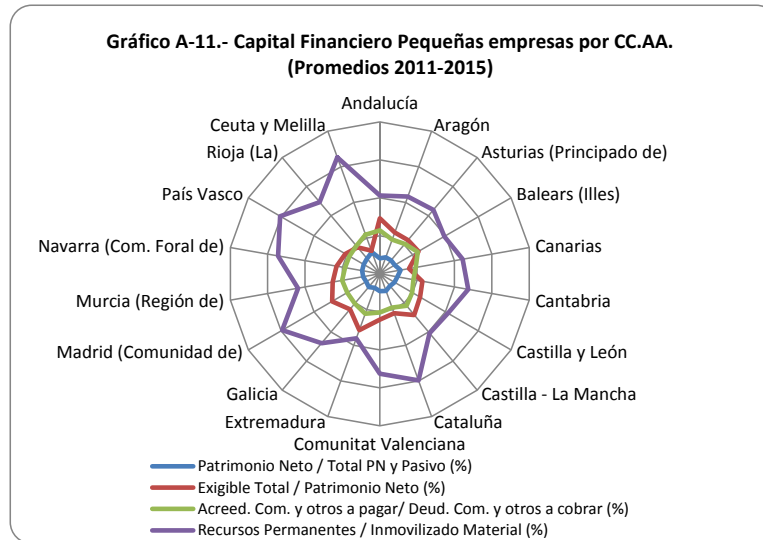 Gráfico A-11.- Capital Financiero Pequeñas empresas por CC.AA.
(Promedios 2011-2015)
Andalucía
Aragón
Asturias (Principado de)
Balears (Illes)
Canarias
Cantabria
Castilla y León
Castilla - La Mancha
Cataluña
Comunitat Valenciana
Extremadura
Galicia
Madrid (Comunidad de)
Murcia (Región de)
Navarra (Com. Foral de)
País Vasco
Rioja (La)
Ceuta y Melilla
Patrimonio Neto / Total PN y Pasivo (%)
Exigible Total / Patrimonio Neto (%)
Acreed. Com. y otros a pagar/ Deud. Com. y otros a cobrar (%)
Recursos Permanentes / Inmovilizado Material (%)